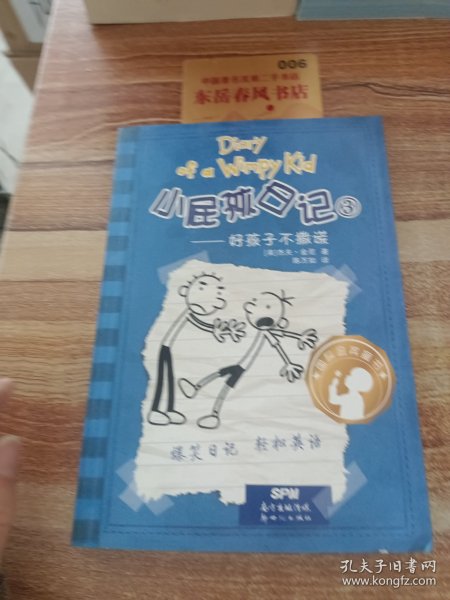 006
中国青年克第二手书店
东岳春风书店
Diary
of a Wimpy Kid
小屁孩日记③
——好孩子不撒谎
[美]杰夫·金尼 著
陈万如 译
爆笑日记 轻松英语
SPM
南方出版传媒
新世纪出版社
孔夫子旧书网
www.kongfz.com